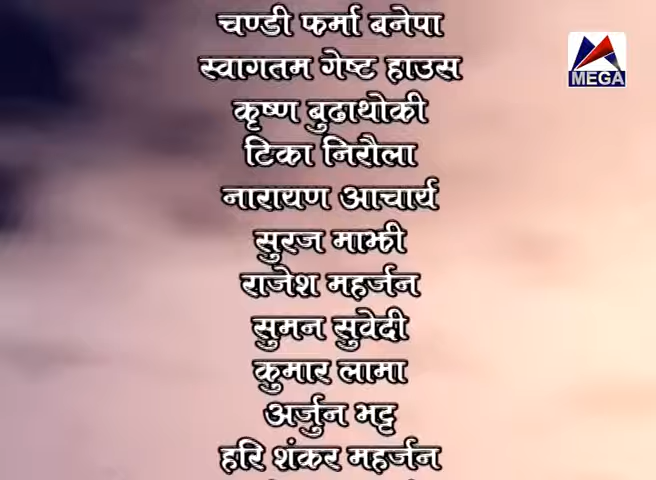 चण्डी फर्मा बनेपा
स्वागतम गेष्ट हाउस
MEGA
कृष्ण बुढाथोकी
टिका निरौला
नारायण आचार्य
सुरज माझी
राजेश महर्जन
सुमन सुवेदी
कुमार लामा
अर्जुन भट्ट
हरि शंकर महर्जन